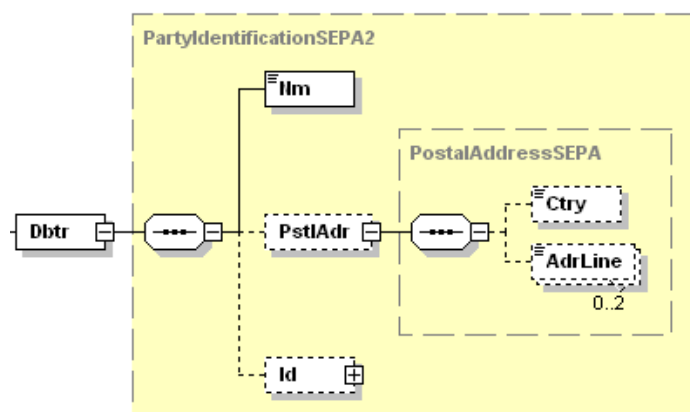 PartyIdentificationSEPA2
Nm
PostalAddressSEPA
Dbtr
PstlAdr
Ctry
AdrLine
0..2
Id